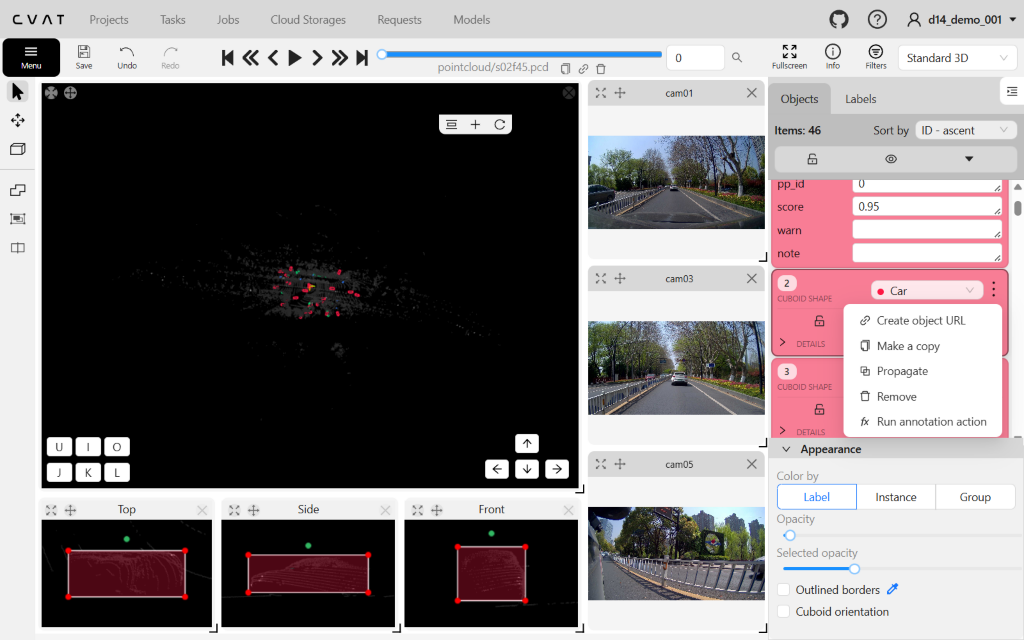 CVAT Projects Tasks Jobs Cloud Storages Requests Models d14_demo_001
Menu Save Undo Redo pointcloud/s02f45.pcd 0 Fullscreen Info Filters Standard 3D
cam01
cam03
cam05
U I O
J K L
Top Side Front
Objects Labels
Items: 46 Sort by ID - ascent
pp_id 0
score 0.95
warn
note
2 Car
CUBOID SHAPE
DETAILS
Create object URL
Make a copy
Propagate
Remove
fx Run annotation action
3
CUBOID SHAPE
DETAILS
Appearance
Color by
Label Instance Group
Opacity
Selected opacity
Outlined borders
Cuboid orientation